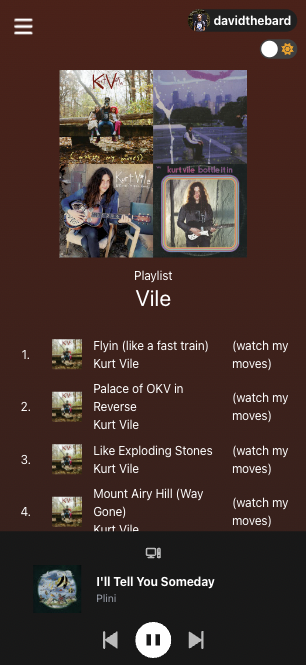 davidthebard
kurt vile bottle it in
Playlist
Vile
1.
Flyin (like a fast train)
Kurt Vile
(watch my
moves)
2.
Palace of OKV in
Reverse
Kurt Vile
(watch my
moves)
3.
Like Exploding Stones
Kurt Vile
(watch my
moves)
4.
Mount Airy Hill (Way
Gone)
Kurt Vile
(watch my
moves)
I'll Tell You Someday
Plini